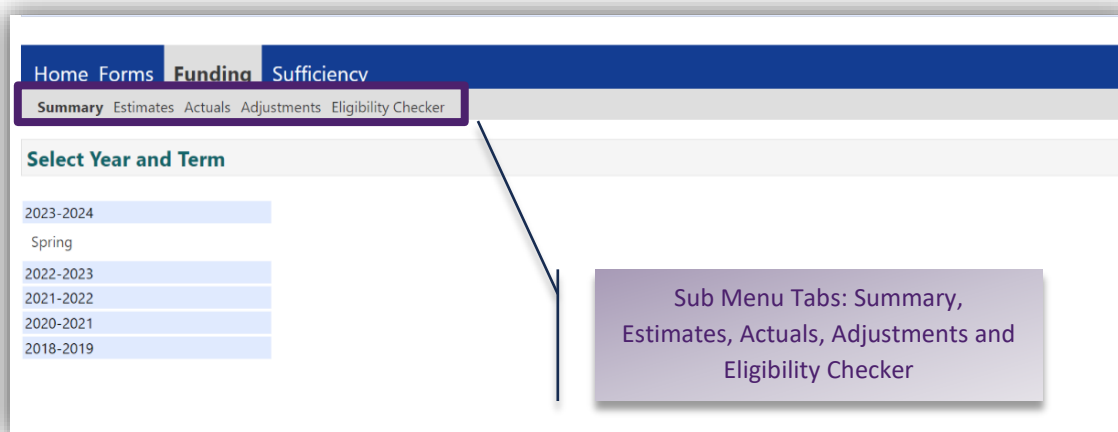 Home Forms Funding Sufficiency
Summary Estimates Actuals Adjustments Eligibility Checker
Select Year and Term
2023-2024
Spring
2022-2023
2021-2022
2020-2021
2018-2019
Sub Menu Tabs: Summary,
Estimates, Actuals, Adjustments and
Eligibility Checker